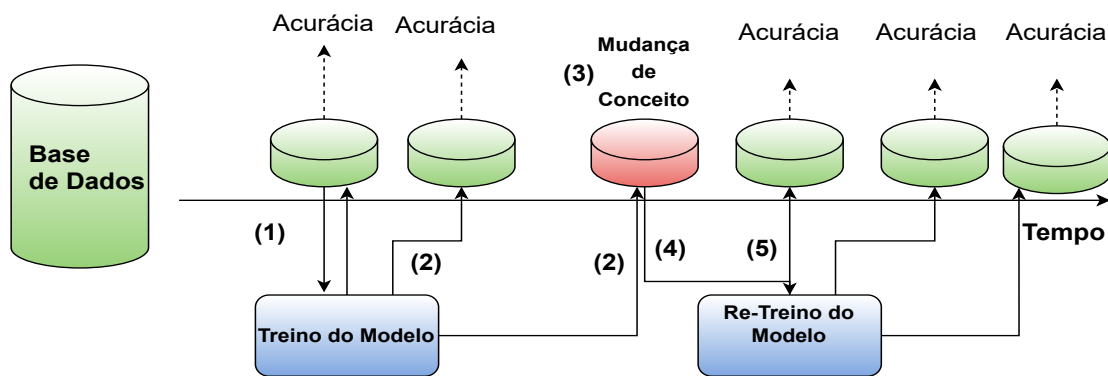 Acurácia
Acurácia
Mudança
de
Conceito
(3)
Acurácia
Acurácia
Acurácia
Base
de Dados
(1)
(2)
(2)
(4)
(5)
Tempo
Treino do Modelo
Re-Treino do
Modelo